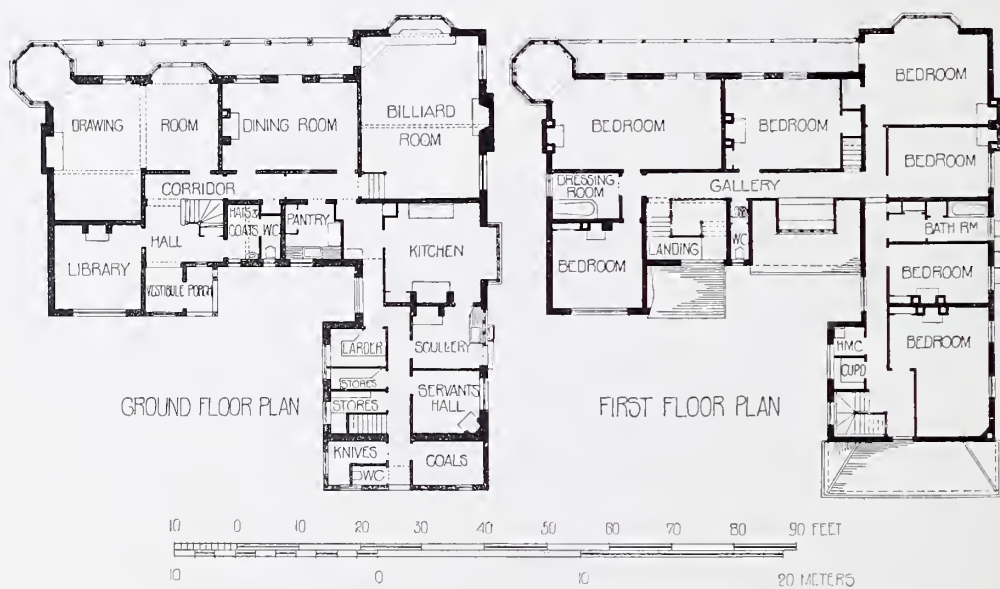 DRAWING
ROOM
DINING ROOM
BILLIARD
ROOM
CORRIDOR
HATS &
COATS
WC
PANTRY
HALL
KITCHEN
LIBRARY
VESTIBULE PORCH
LARDER
SCULLERY
STORES
STORES
SERVANTS
HALL
KNIVES
WC
COALS
GROUND FLOOR PLAN
BEDROOM
BEDROOM
BEDROOM
BEDROOM
DRESSING
ROOM
GALLERY
LANDING
WC
BATH RM
BEDROOM
BEDROOM
HMC
CUPD
BEDROOM
FIRST FLOOR PLAN
10 0 10 20 30 40 50 60 70 80 90 FEET
10 0 10 20 METERS